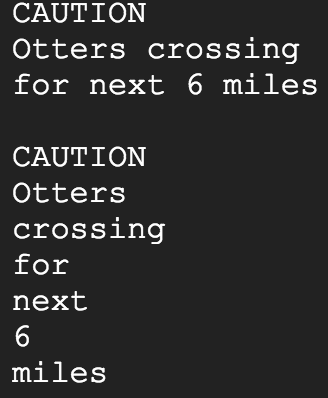 CAUTION
Otters crossing
for next 6 miles

CAUTION
Otters
crossing
for
next
6
miles